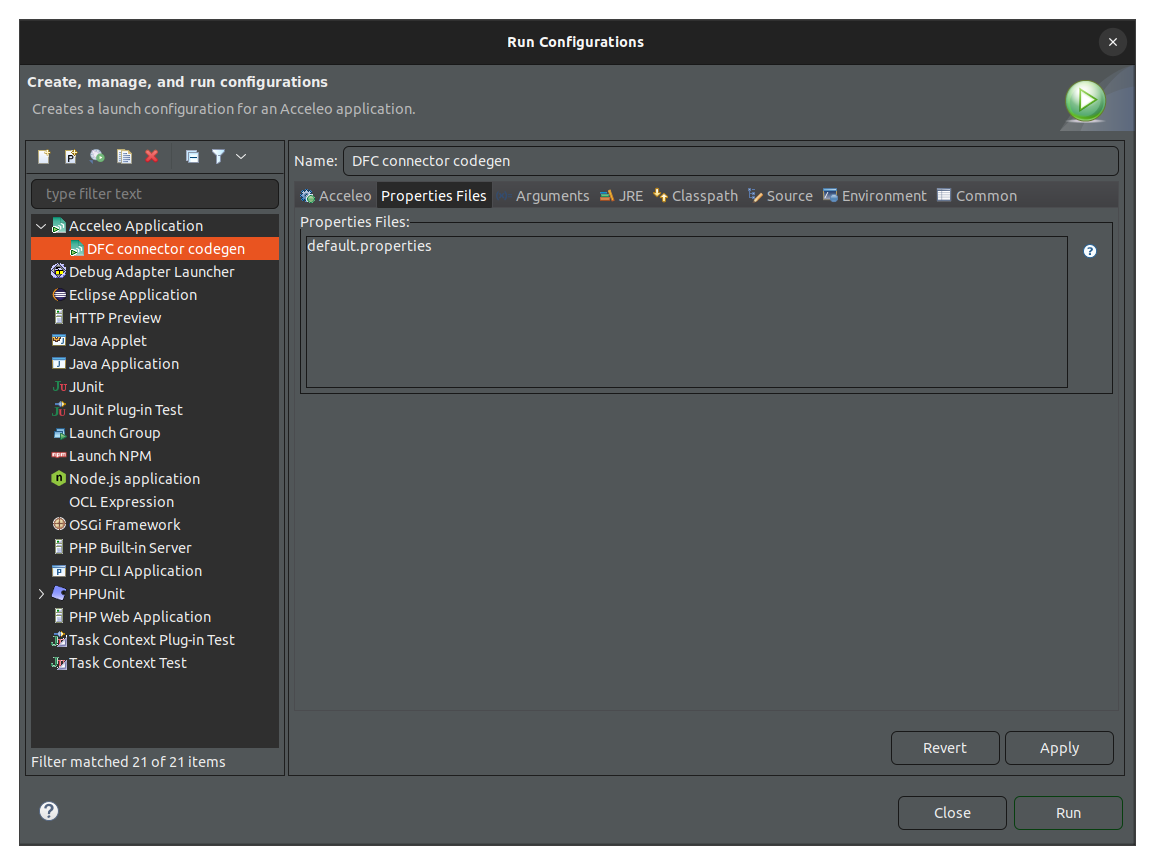 Run Configurations
Create, manage, and run configurations
Creates a launch configuration for an Acceleo application.
Name: DFC connector codegen
type filter text
Acceleo Properties Files Arguments JRE Classpath Source Environment Common
Properties Files:
default.properties
Acceleo Application
DFC connector codegen
Debug Adapter Launcher
Eclipse Application
HTTP Preview
Java Applet
Java Application
JUnit
JUnit Plug-in Test
Launch Group
Launch NPM
Node.js application
OCL Expression
OSGi Framework
PHP Built-in Server
PHP CLI Application
PHPUnit
PHP Web Application
Task Context Plug-in Test
Task Context Test
Filter matched 21 of 21 items
Revert Apply
Close Run